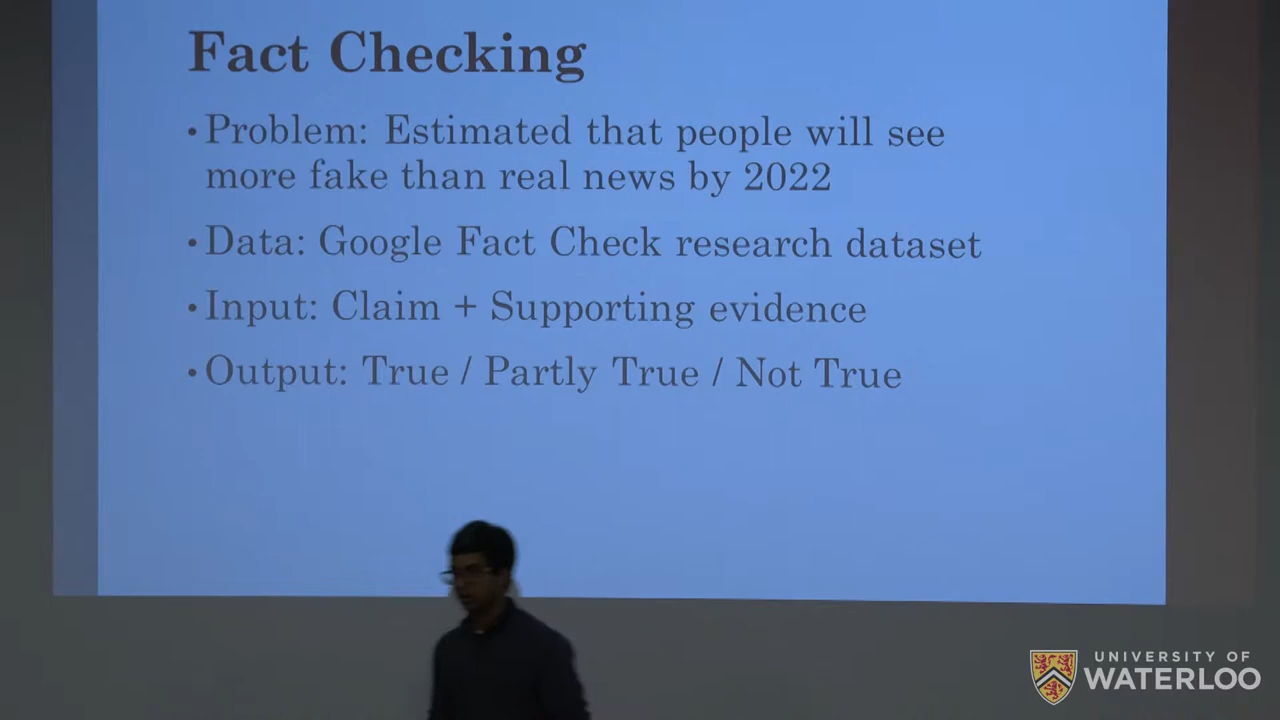 Fact Checking
• Problem: Estimated that people will see
more fake than real news by 2022
• Data: Google Fact Check research dataset
• Input: Claim + Supporting evidence
• Output: True / Partly True / Not True
UNIVERSITY OF
WATERLOO